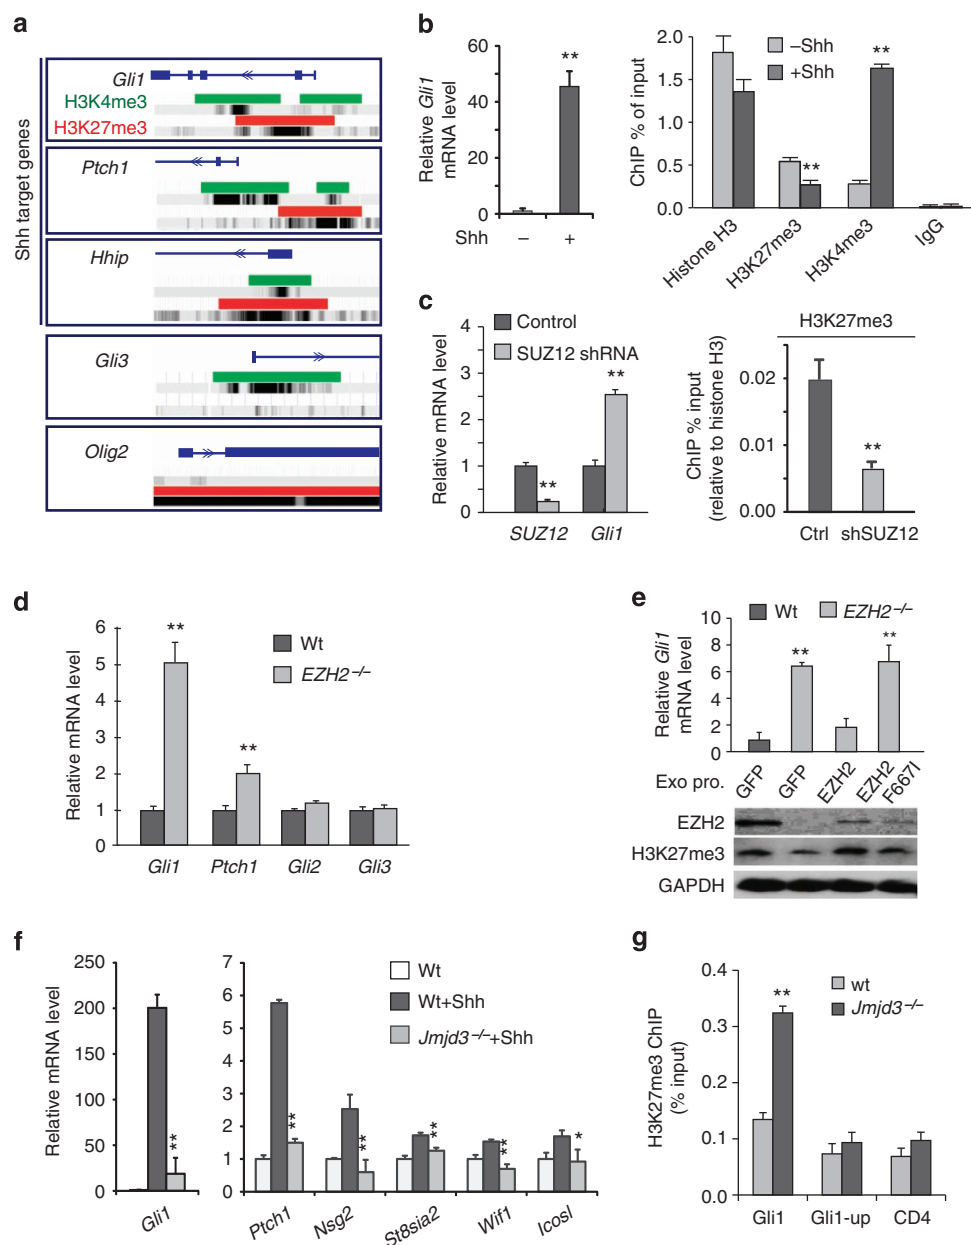 a
Shh target genes
Gli1
H3K4me3
H3K27me3
Ptch1
Hhip
Gli3
Olig2
b
Relative Gli1
mRNA level
60
40
20
0
**
Shh
–
+
ChIP % of input
2.0
1.5
1.0
0.5
0.0
–Shh
+Shh
**
**
Histone H3
H3K27me3
H3K4me3
IgG
c
Relative mRNA level
4
3
2
1
0
Control
SUZ12 shRNA
**
**
SUZ12
Gli1
H3K27me3
ChIP % input
(relative to histone H3)
0.02
0.01
0.00
**
Ctrl
shSUZ12
d
Relative mRNA level
6
5
4
3
2
1
0
**
**
Wt
EZH2–/–
Gli1
Ptch1
Gli2
Gli3
e
Wt
EZH2–/–
Relative Gli1
mRNA level
10
8
6
4
2
0
**
**
Exo pro.
GFP
GFP
EZH2
EZH2
F667I
EZH2
H3K27me3
GAPDH
f
Relative mRNA level
250
200
150
100
50
0
**
Gli1
7
6
5
4
3
2
1
0
Wt
Wt+Shh
Jmjd3–/–+Shh
**
**
**
**
*
Ptch1
Nsg2
St8sia2
Wif1
Icosl
g
H3K27me3 ChIP
(% input)
0.4
0.3
0.2
0.1
0.0
**
wt
Jmjd3–/–
Gli1
Gli1-up
CD4